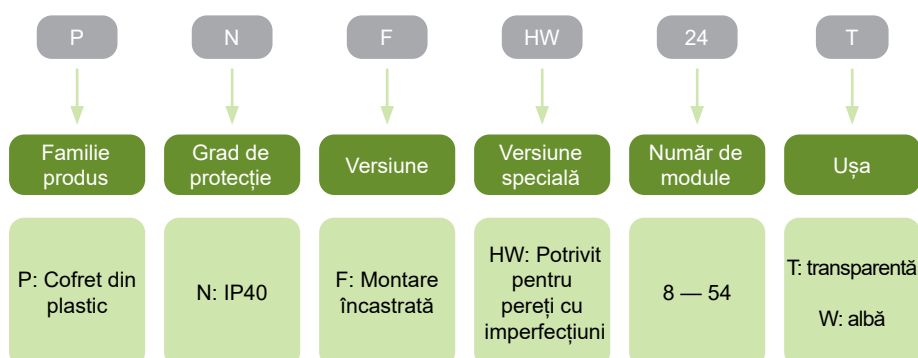 P
N
F
HW
24
T
Familie
produs
Grad de
protecție
Versiune
Versiune
specială
Număr de
module
Ușa
P: Cofret din
plastic
N: IP40
F: Montare
încastrată
HW: Potrivit
pentru
pereți cu
imperfecțiuni
8 — 54
T: transparentă
W: albă